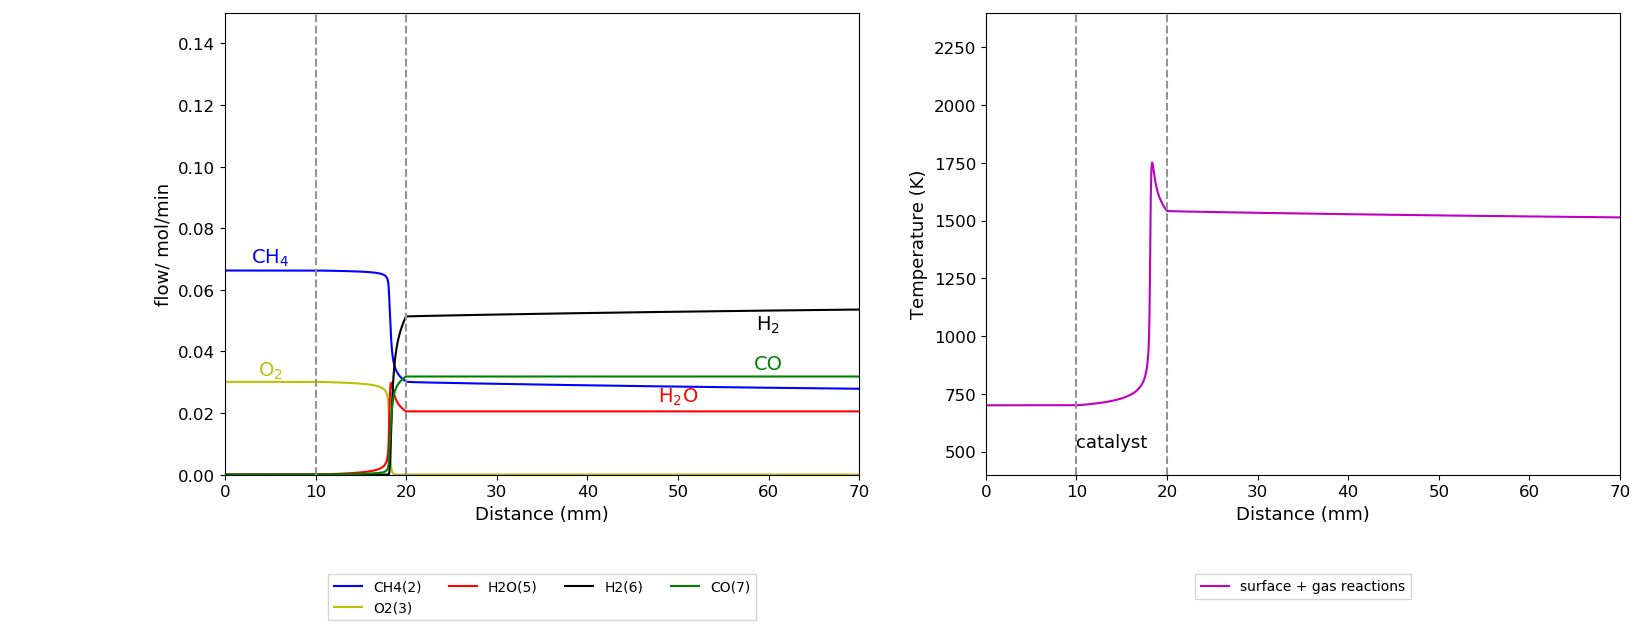 0.14
0.12
0.10
0.08
0.06
0.04
0.02
0.00
flow/ mol/min
CH₄
O₂
H₂
CO
H₂O
0 10 20 30 40 50 60 70
Distance (mm)
CH4(2) H2O(5) H2(6) CO(7)
O2(3)
2250
2000
1750
1500
1250
1000
750
500
Temperature (K)
catalyst
0 10 20 30 40 50 60 70
Distance (mm)
surface + gas reactions